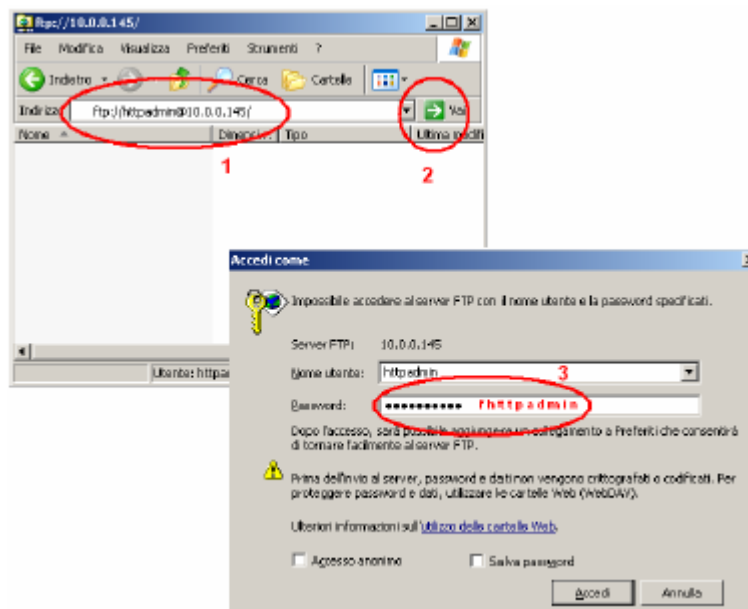 ftp://10.0.0.145/
File Modifica Visualizza Preferiti Strumenti ?
Indietro Cerca Cartelle
Indirizzo ftp://httpadmin@10.0.0.145/ Vai
Nome Dimensio.. Tipo Ultima modifi
1
2
Utente: httpad
Accedi come
Impossibile accedere al server FTP con il nome utente e la password specificati.
Server FTP: 10.0.0.145
Nome utente: httpadmin
3
Password: fhttpadmin
Dopo l'accesso, sarà possibile aggiungere un collegamento a Preferiti che consentirà
di tornare facilmente al server FTP.
Prima dell'invio al server, password e dati non vengono crittografati o codificati. Per
proteggere password e dati, utilizzare le cartelle Web (WebDAV).
Ulteriori informazioni sull'utilizzo delle cartelle Web.
Accesso anonimo Salva password
Accedi Annulla